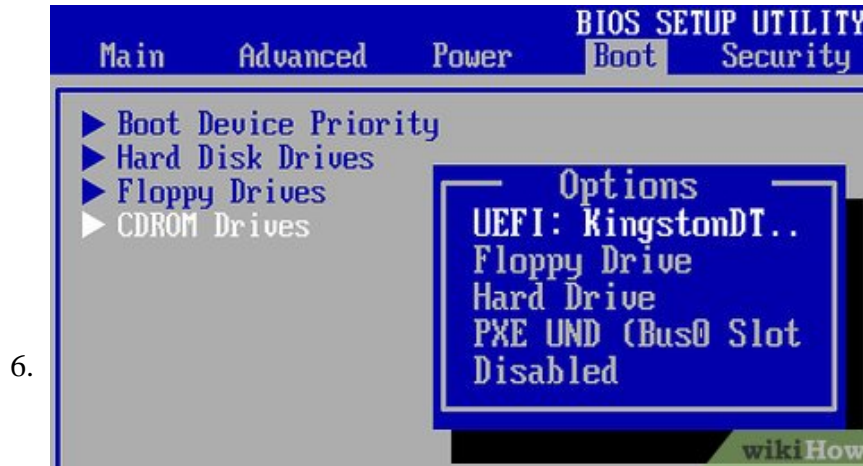 BIOS SETUP UTILITY
Main Advanced Power Boot Security
Boot Device Priority
Hard Disk Drives
Floppy Drives
CDROM Drives
Options
UEFI: KingstonDT..
Floppy Drive
Hard Drive
PXE UND (Bus0 Slot
Disabled
6.
wikiHow